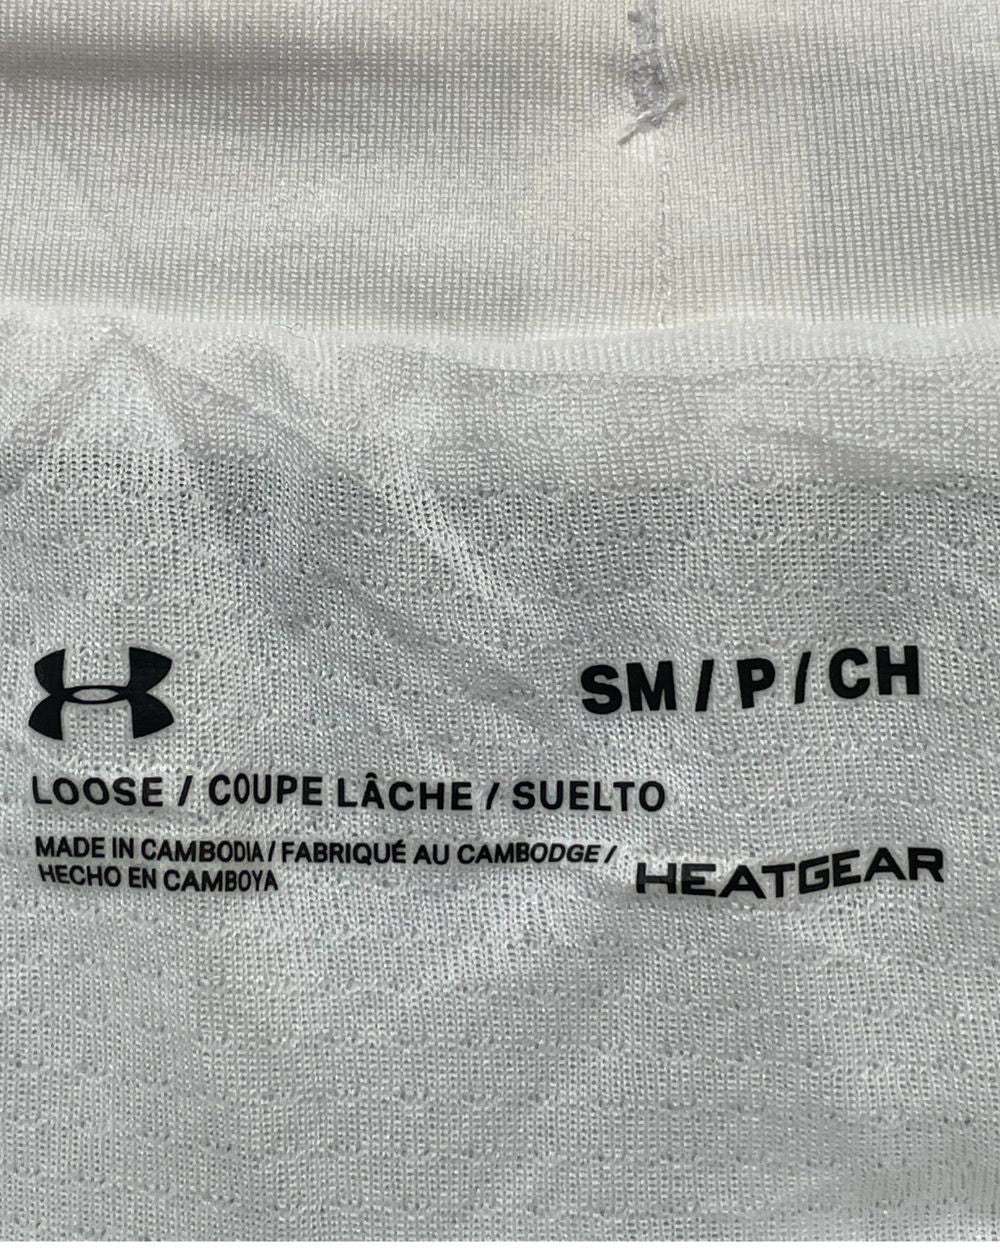 SM / P / CH
LOOSE / COUPE LÂCHE / SUELTO
MADE IN CAMBODIA / FABRIQUÉ AU CAMBODGE /
HECHO EN CAMBOYA
HEATGEAR